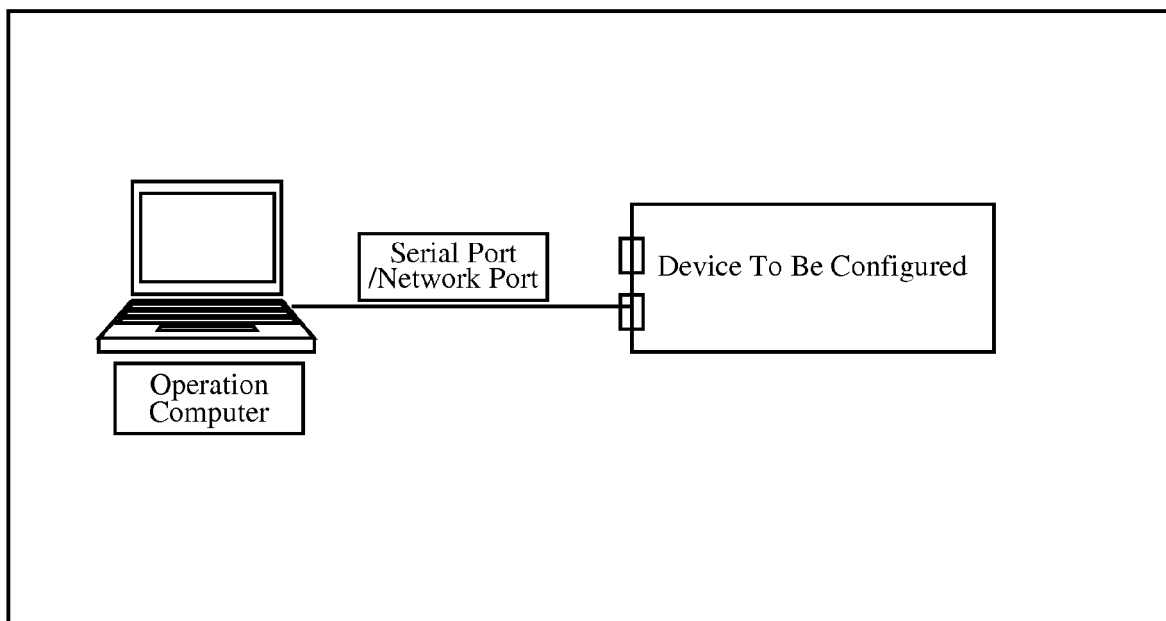 Serial Port
/Network Port
Device To Be Configured
Operation
Computer